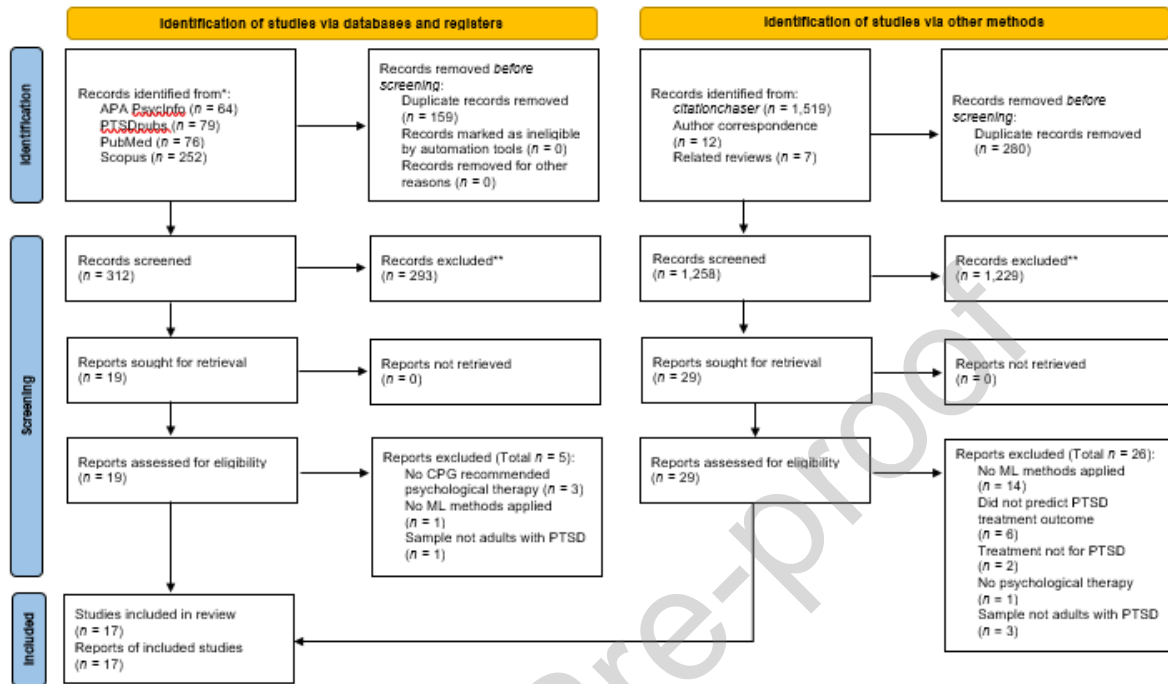 Identification of studies via databases and registers
Identification of studies via other methods
Identification
Records identified from*:
APA PsycInfo (n = 64)
PTSDpubs (n = 79)
PubMed (n = 76)
Scopus (n = 252)
Records removed before
screening:
Duplicate records removed
(n = 159)
Records marked as ineligible
by automation tools (n = 0)
Records removed for other
reasons (n = 0)
Records identified from:
citationchaser (n = 1,519)
Author correspondence
(n = 12)
Related reviews (n = 7)
Records removed before
screening:
Duplicate records removed
(n = 280)
Screening
Records screened
(n = 312)
Records excluded**
(n = 293)
Records screened
(n = 1,258)
Records excluded**
(n = 1,229)
Reports sought for retrieval
(n = 19)
Reports not retrieved
(n = 0)
Reports sought for retrieval
(n = 29)
Reports not retrieved
(n = 0)
Reports assessed for eligibility
(n = 19)
Reports excluded (Total n = 5):
No CPG recommended
psychological therapy (n = 3)
No ML methods applied
(n = 1)
Sample not adults with PTSD
(n = 1)
Reports assessed for eligibility
(n = 29)
Reports excluded (Total n = 26):
No ML methods applied
(n = 14)
Did not predict PTSD
treatment outcome
(n = 6)
Treatment not for PTSD
(n = 2)
No psychological therapy
(n = 1)
Sample not adults with PTSD
(n = 3)
Included
Studies included in review
(n = 17)
Reports of included studies
(n = 17)
re-proof